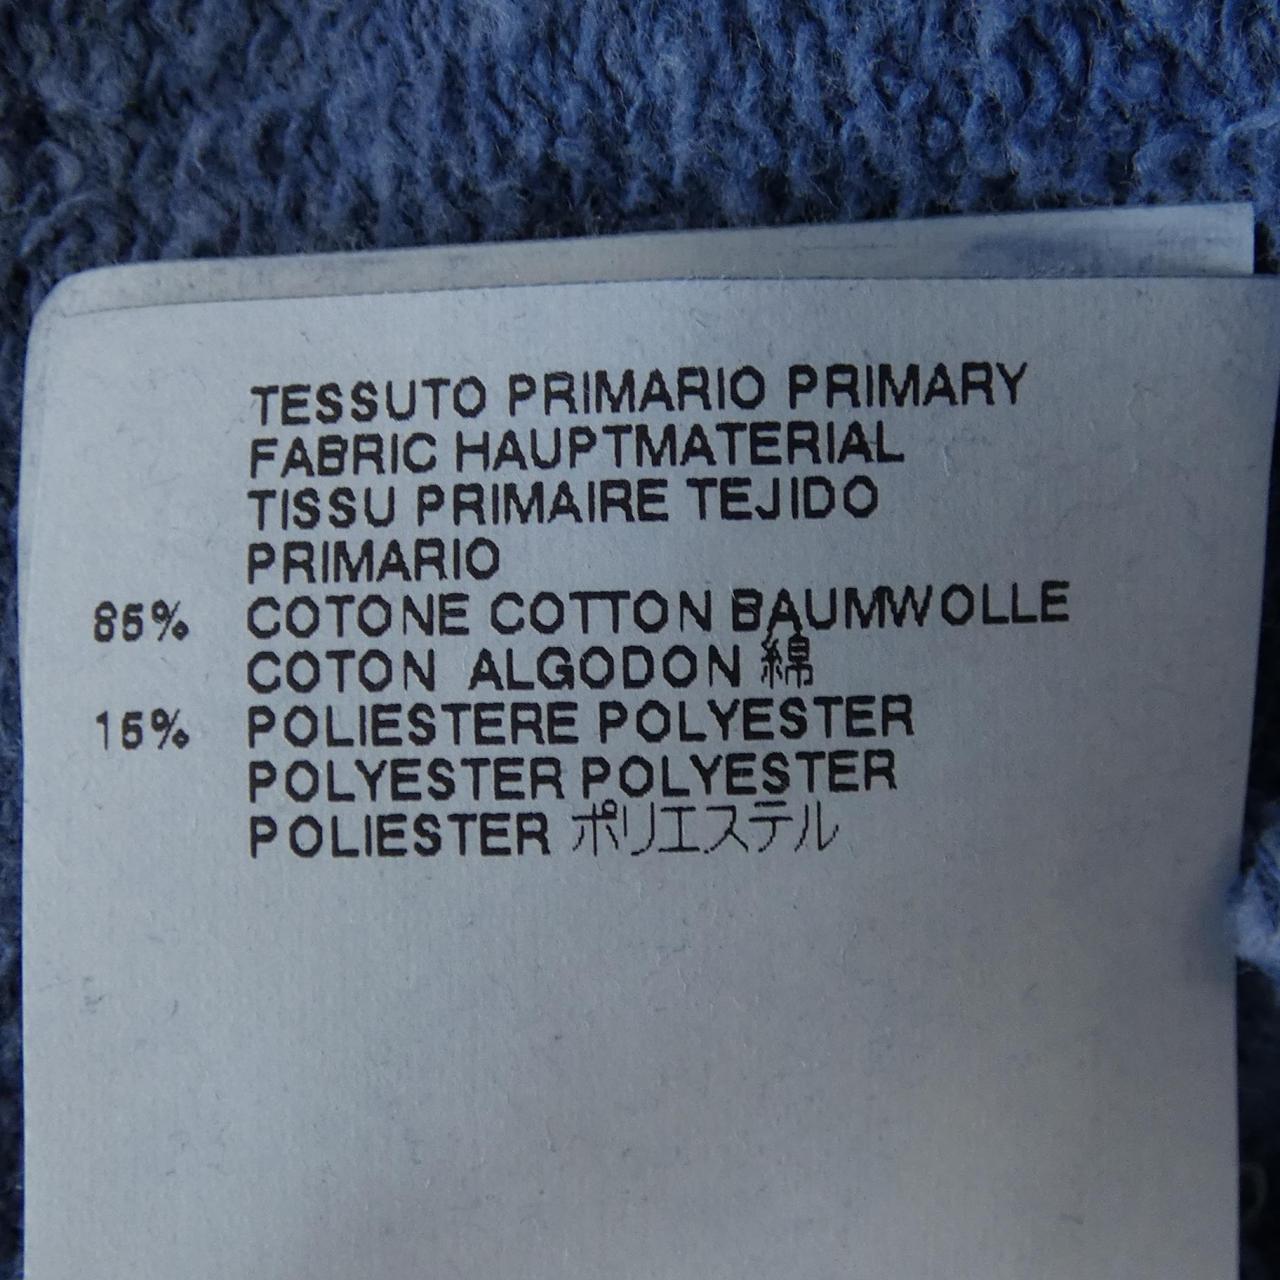 TESSUTO PRIMARIO PRIMARY
FABRIC HAUPTMATERIAL
TISSU PRIMAIRE TEJIDO
PRIMARIO
85% COTONE COTTON BAUMWOLLE
COTON ALGODON 綿
15% POLIESTERE POLYESTER
POLYESTER POLYESTER
POLIESTER ポリエステル